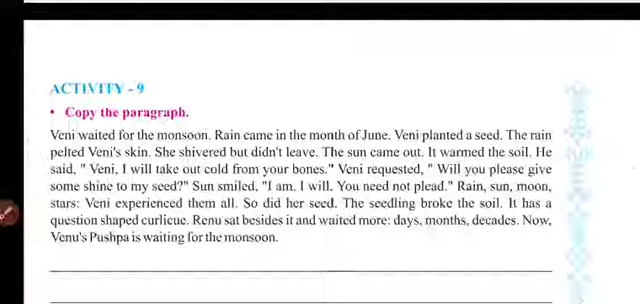 ACTIVITY - 9
• Copy the paragraph.
Veni waited for the monsoon. Rain came in the month of June. Veni planted a seed. The rain
pelted Veni's skin. She shivered but didn't leave. The sun came out. It warmed the soil. He
said, " Veni, I will take out cold from your bones." Veni requested, " Will you please give
some shine to my seed?" Sun smiled, "I am. I will. You need not plead." Rain, sun, moon,
stars: Veni experienced them all. So did her seed. The seedling broke the soil. It has a
question shaped curlicue. Renu sat besides it and waited more: days, months, decades. Now,
Venu's Pushpa is waiting for the monsoon.